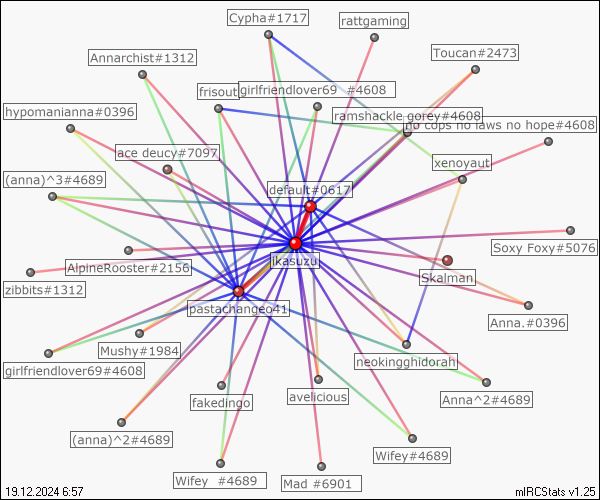 Cypha#1717
rattgaming
Toucan#2473
Annarchist#1312
girlfriendlover69 #4688
frisout
hypomanianna#0396
ramshackle gorey#4608
no cops no laws no hope#4608
ace deucy#7097
xenoyaut
(anna)^3#4689
default#0617
Soxy Foxy#5076
ikasuzu
AlpineRooster#2156
Skalman
zibbits#1312
pastachangeo41
Anna.#0396
Mushy#1984
neokingghidorah
girlfriendlover69#4608
avelicious
Anna^2#4689
fakedingo
(anna)^2#4689
Wifey#4689
Wifey #4689
Mad #6901
19.12.2024 6:57
mIRCStats v1.25